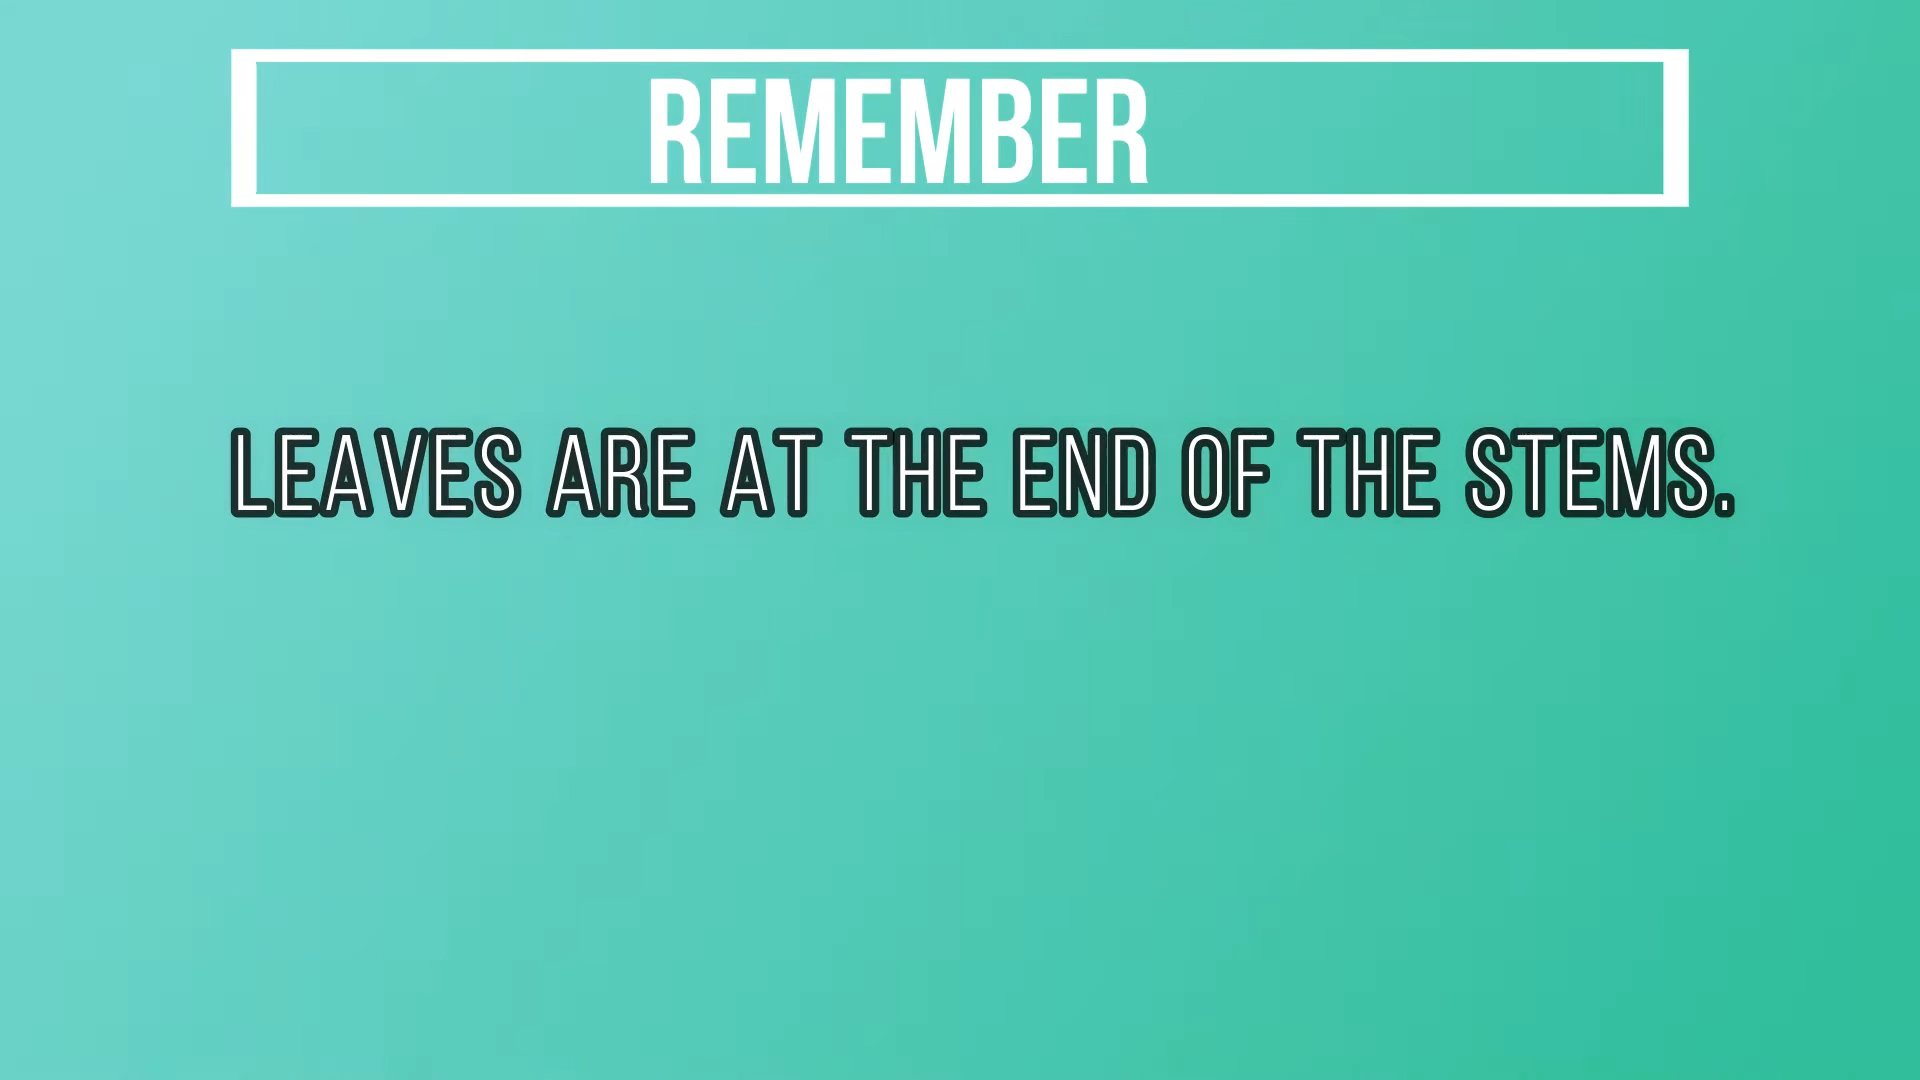 REMEMBER
LEAVES ARE AT THE END OF THE STEMS.